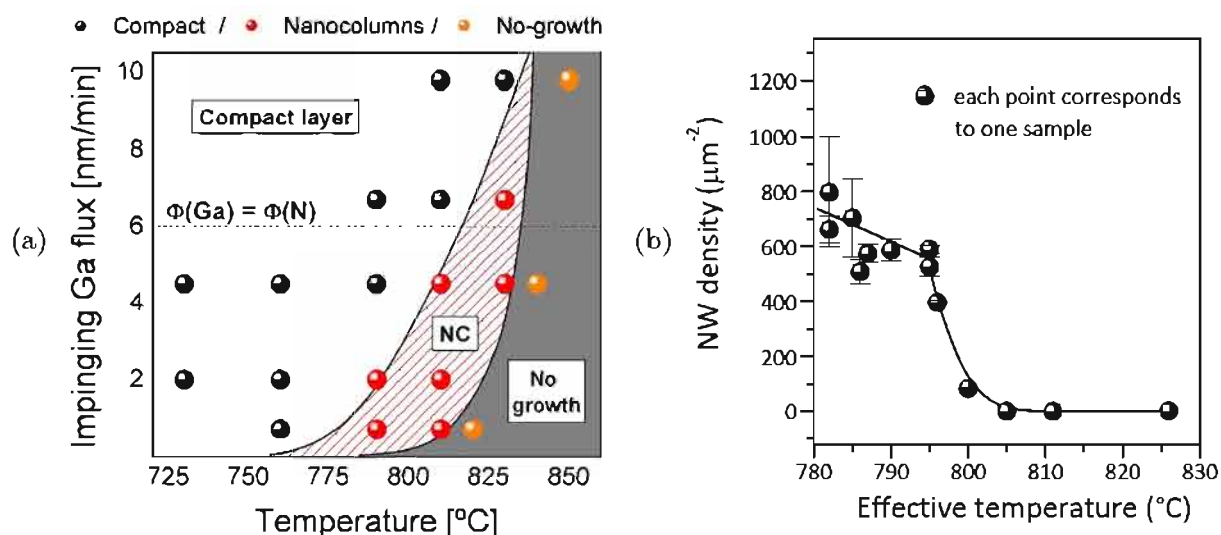 Compact / Nanocolumns / No-growth
(a)
Impinging Ga flux [nm/min]
10
8
6
4
2
Compact layer
Φ(Ga) = Φ(N)
NC
No
growth
725 750 775 800 825 850
Temperature [ºC]
(b)
NW density (μm⁻²)
1200
1000
800
600
400
200
0
each point corresponds
to one sample
780 790 800 810 820 830
Effective temperature (°C)